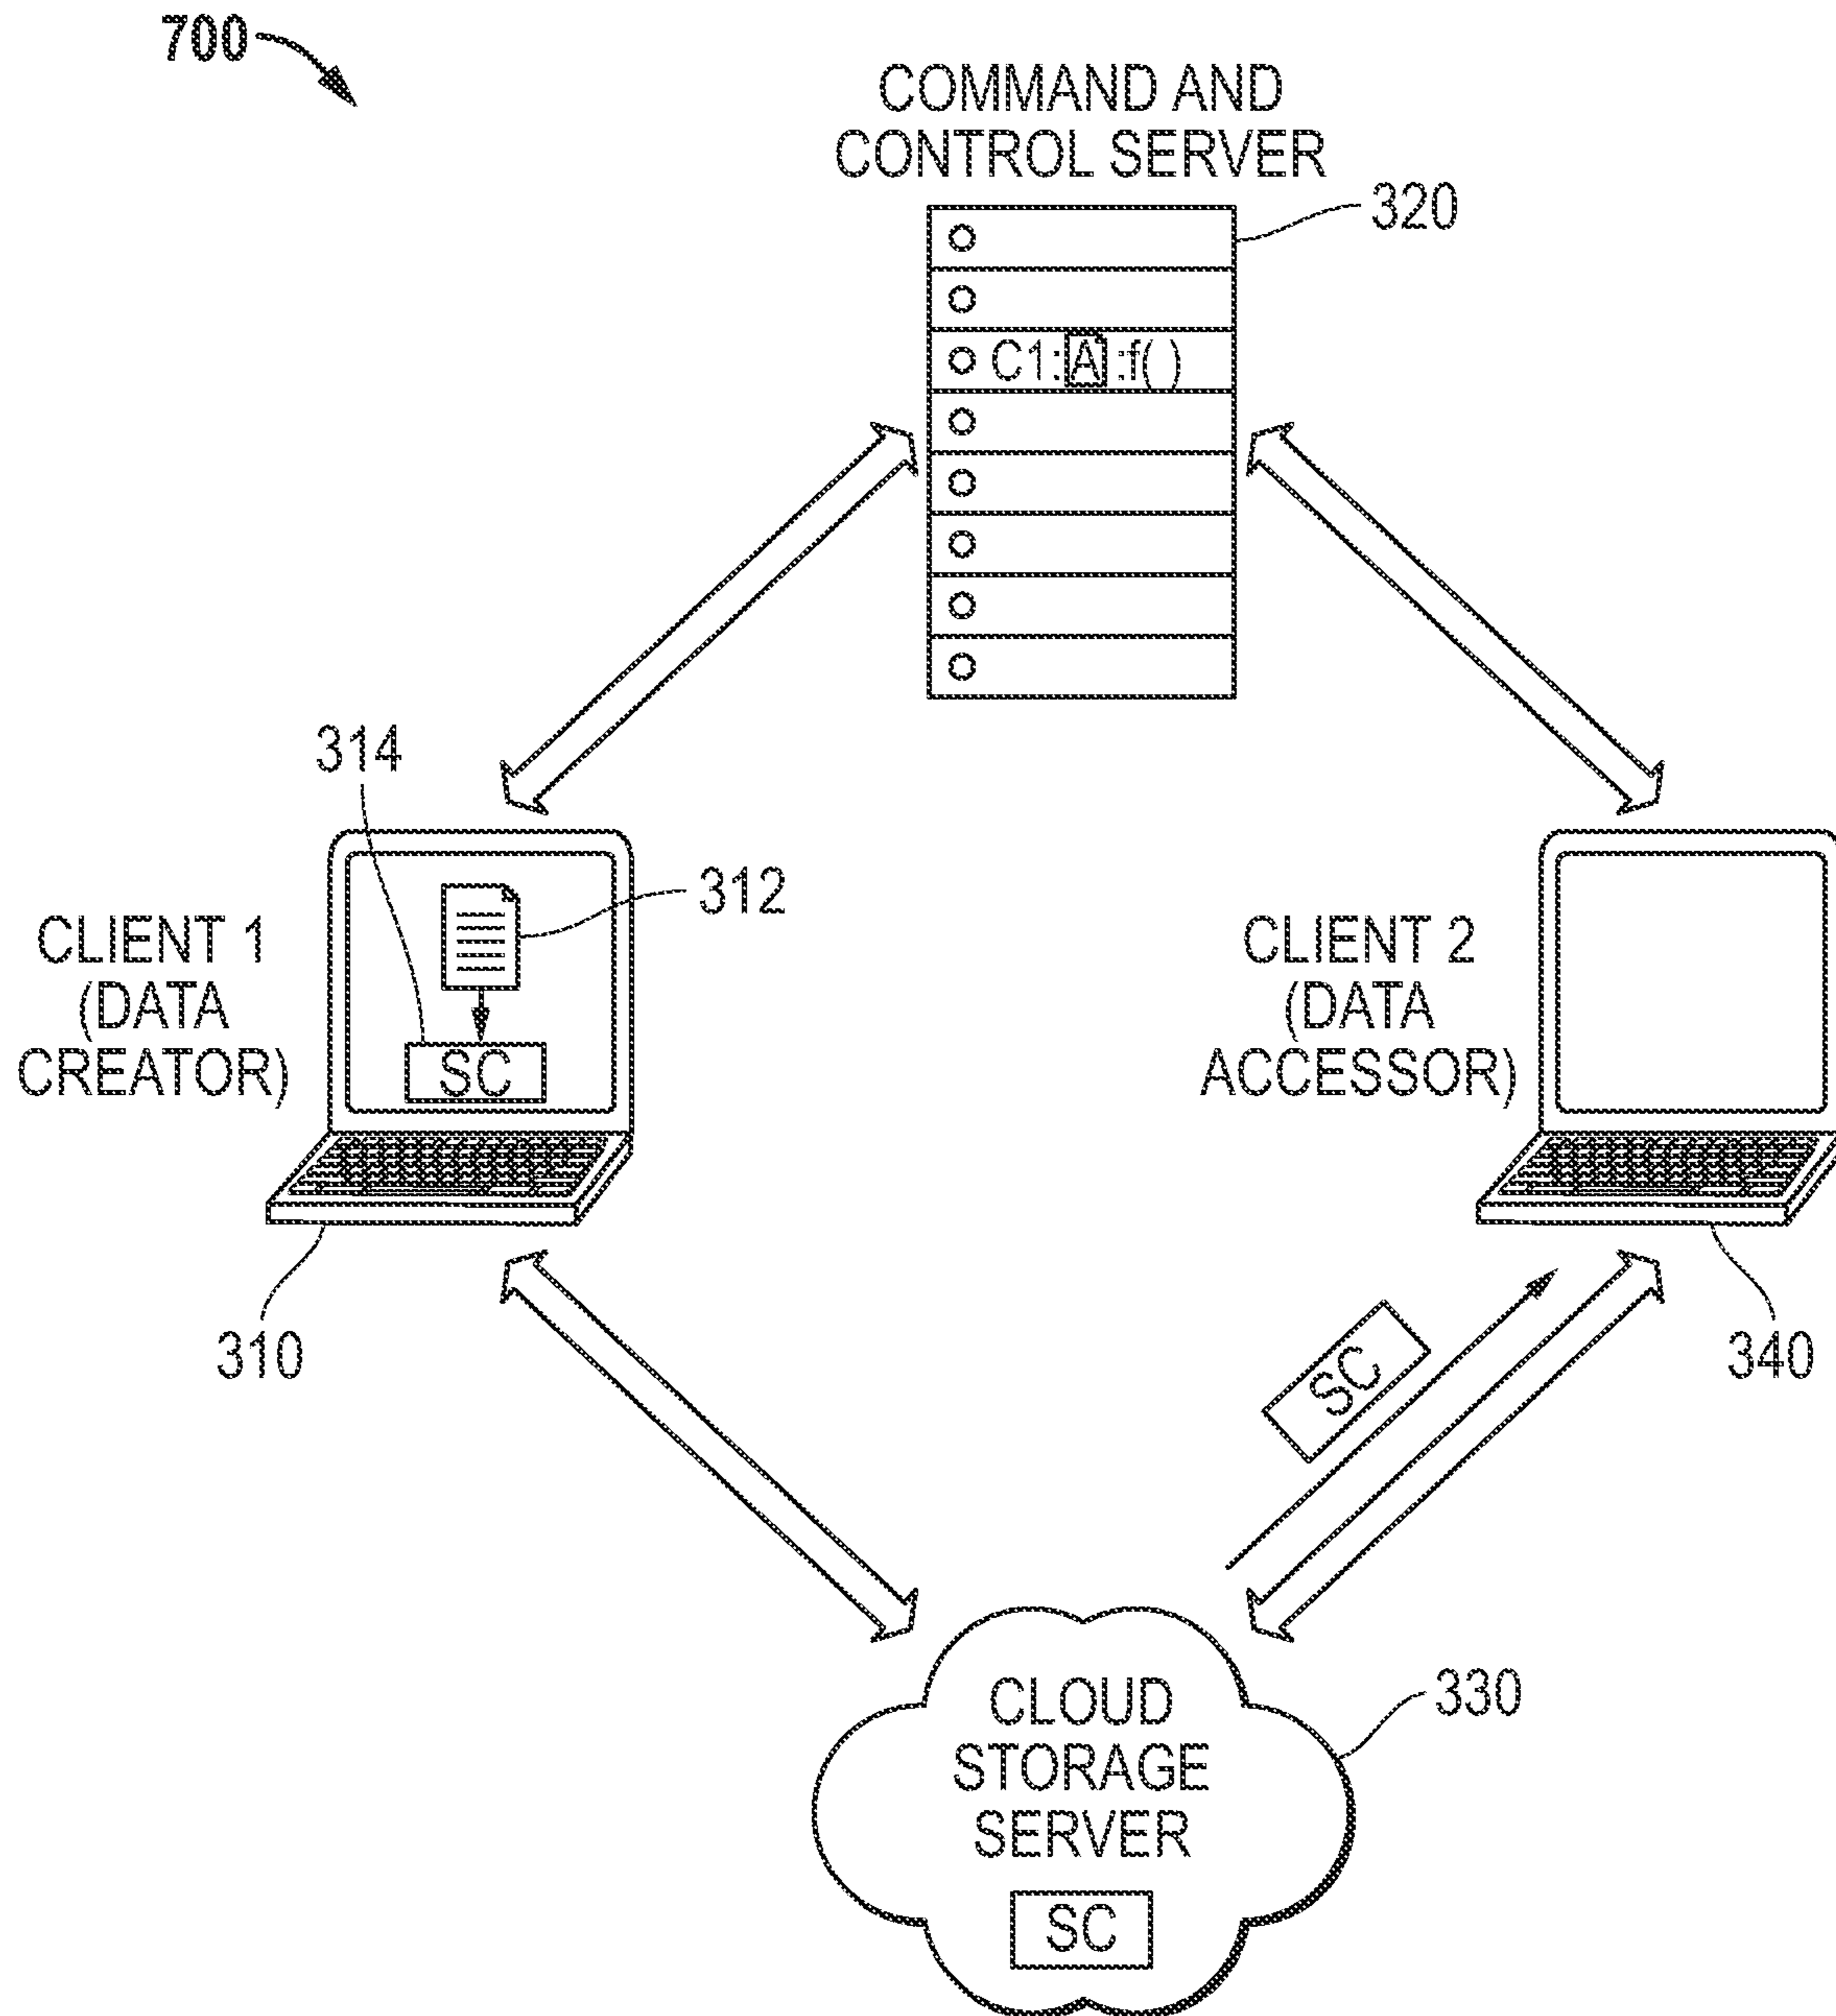 700
COMMAND AND
CONTROL SERVER
320
C1: A :f( )
314
312
CLIENT 1
(DATA
CREATOR)
SC
CLIENT 2
(DATA
ACCESSOR)
310
340
SC
330
CLOUD
STORAGE
SERVER
SC